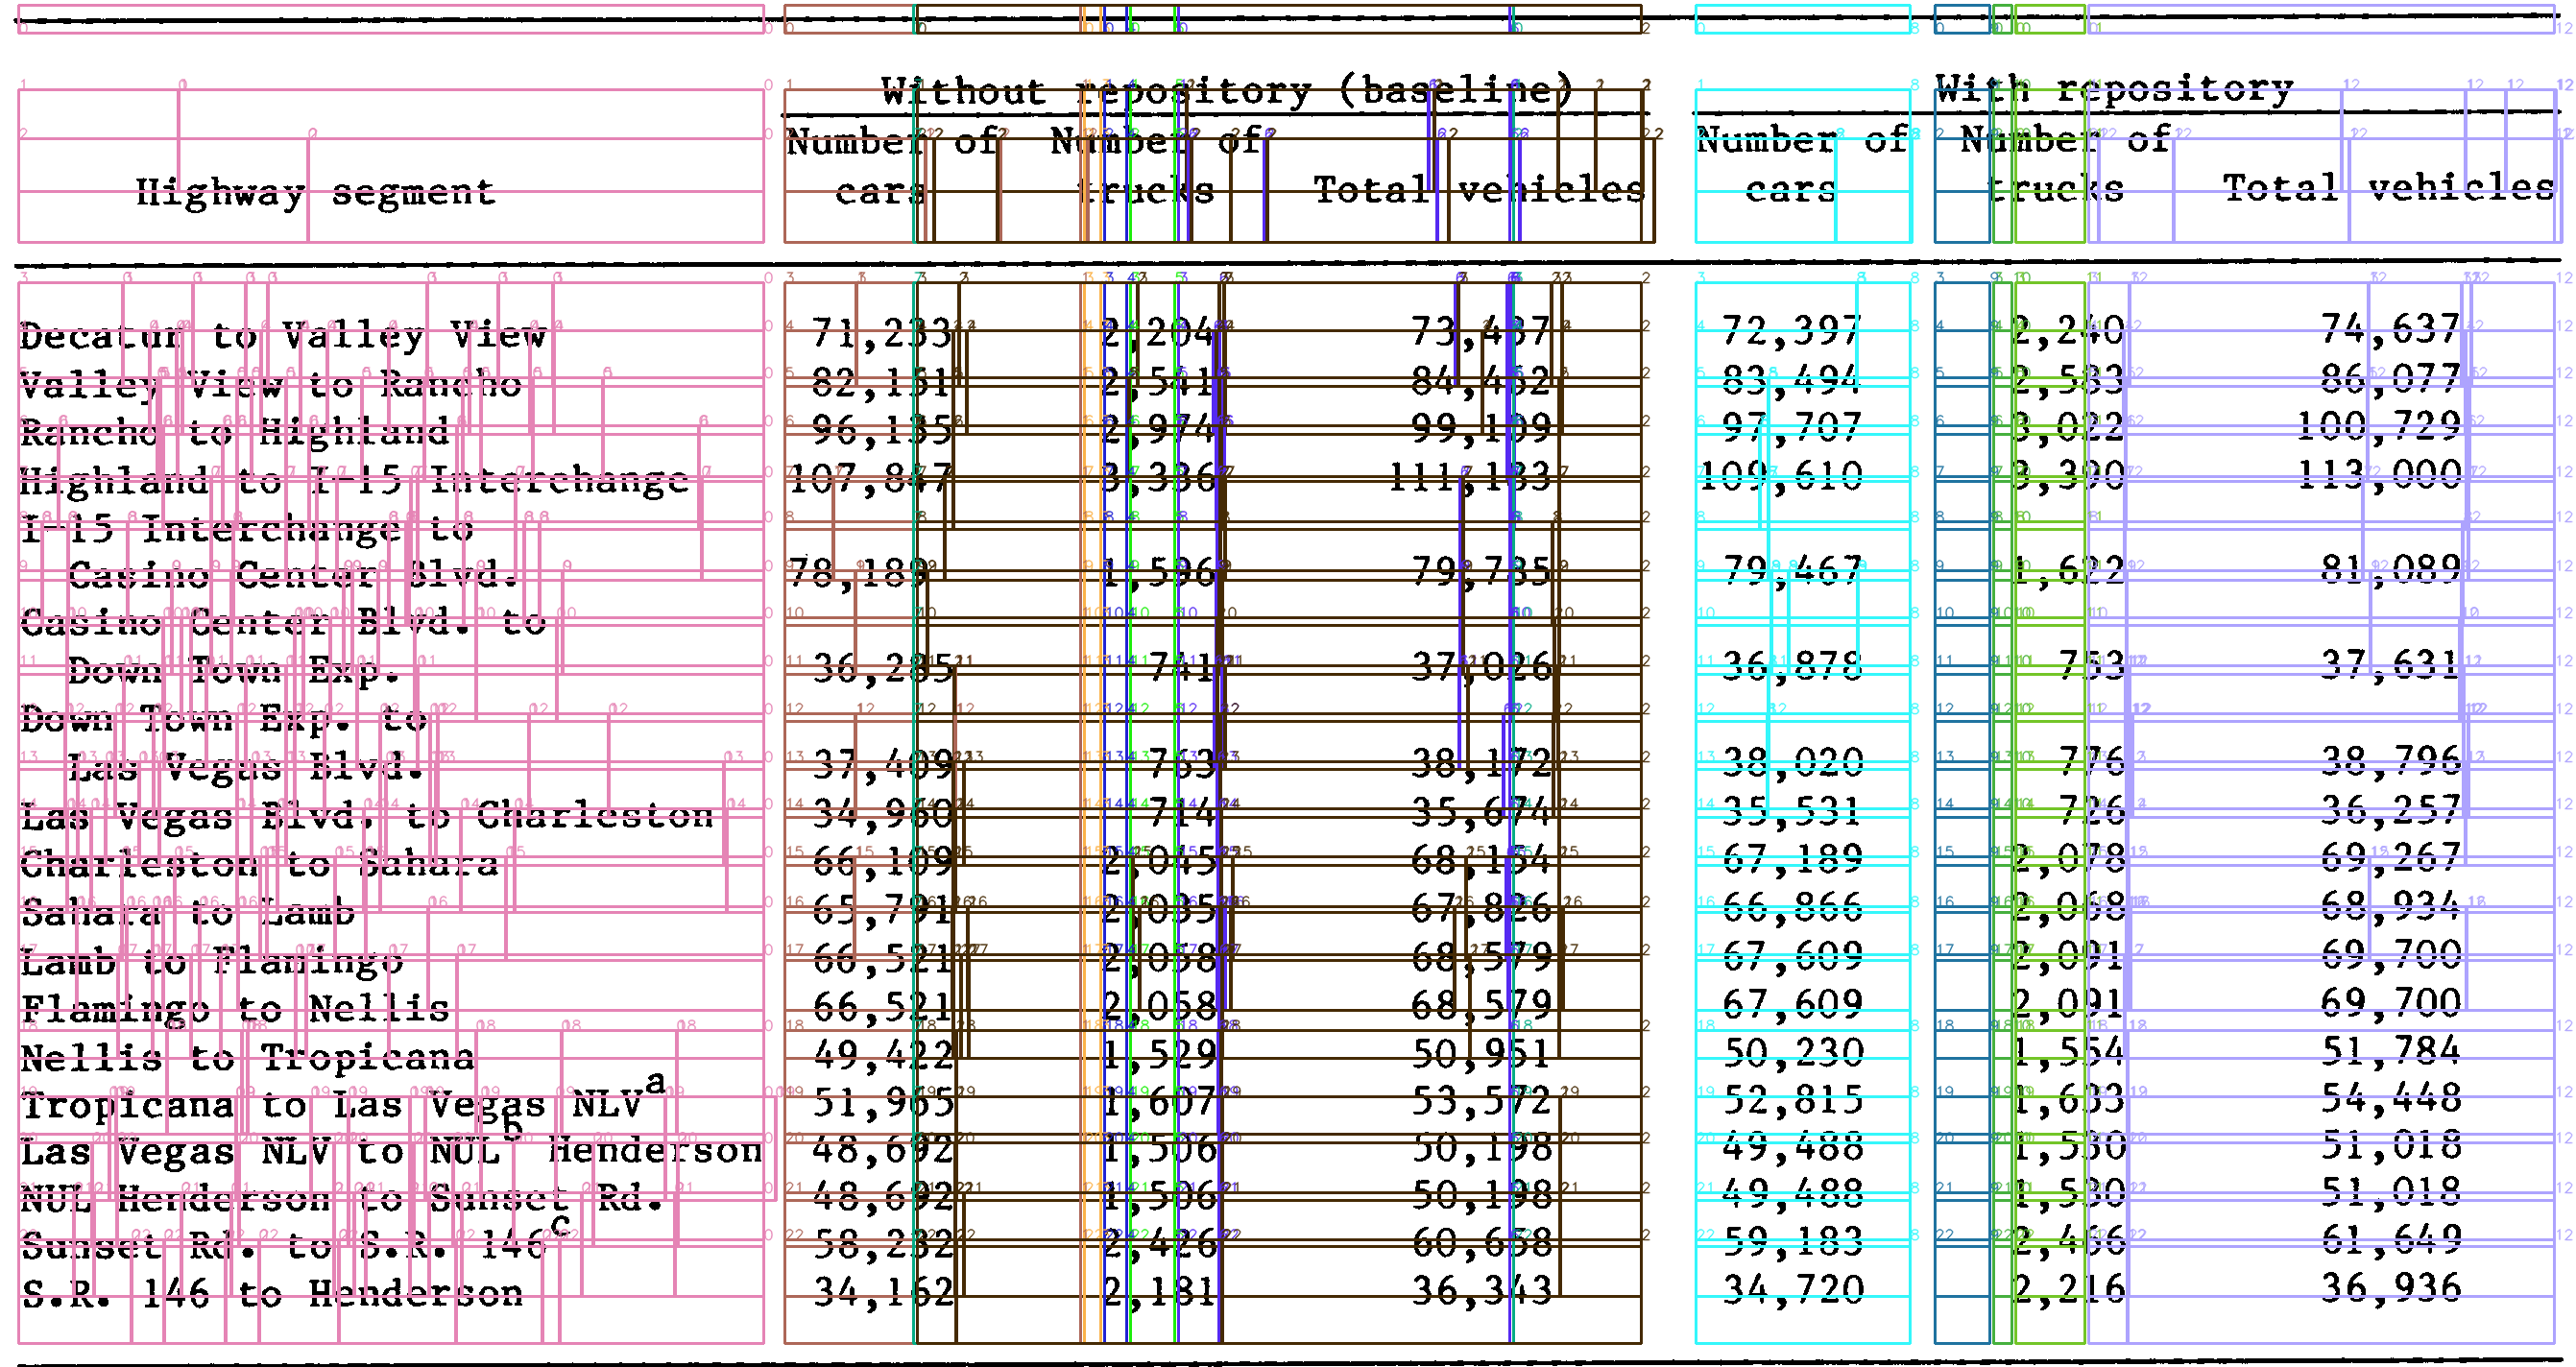 Without repository (baseline) With repository
Number of Number of Number of Number of
Highway segment cars trucks Total vehicles cars trucks Total vehicles
Decatur to Valley View 71,233 2,204 73,437 72,397 2,240 74,637
Valley View to Rancho 82,151 2,541 84,692 83,494 2,583 86,077
Rancho to Highland 96,135 2,974 99,109 97,707 3,022 100,729
Highland to I-15 Interchange 107,847 3,336 111,183 109,610 3,390 113,000
I-15 Interchange to
Casino Center Blvd. 78,189 1,596 79,785 79,467 1,622 81,089
Casino Center Blvd. to
Down Town Exp. 36,285 741 37,026 36,878 753 37,631
Down Town Exp. to
Las Vegas Blvd. 37,409 763 38,172 38,020 776 38,796
Las Vegas Blvd. to Charleston 34,960 714 35,674 35,531 726 36,257
Charleston to Sahara 66,109 2,045 68,154 67,189 2,078 69,267
Sahara to Lamb 65,791 2,035 67,826 66,866 2,068 68,934
Lamb to Flamingo 66,521 2,058 68,579 67,609 2,091 69,700
Flamingo to Nellis 66,521 2,058 68,579 67,609 2,091 69,700
Nellis to Tropicana 49,422 1,529 50,951 50,230 1,554 51,784
Tropicana to Las Vegas NLVa 51,965 1,607 53,572 52,815 1,633 54,448
Las Vegas NLV to NULb Henderson 48,692 1,506 50,198 49,488 1,530 51,018
NUL Henderson to Sunset Rd. 48,692 1,506 50,198 49,488 1,530 51,018
Sunset Rd. to S.R. 146c 58,232 2,426 60,658 59,183 2,466 61,649
S.R. 146 to Henderson 34,162 2,181 36,343 34,720 2,216 36,936